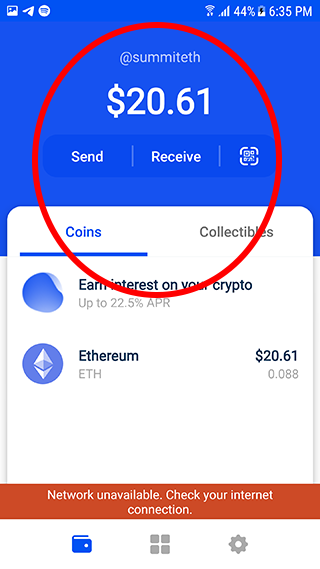 44% 6:35 PM
@summiteth
$20.61
Send Receive
Coins Collectibles
Earn interest on your crypto
Up to 22.5% APR
Ethereum $20.61
ETH 0.088
Network unavailable. Check your internet
connection.